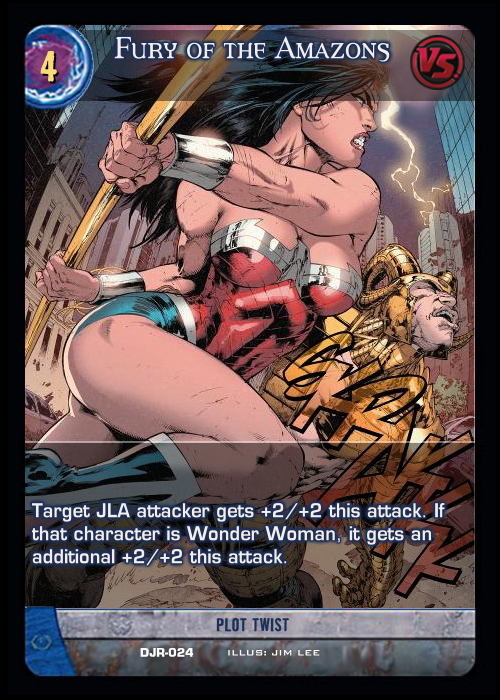 4
FURY OF THE AMAZONS
VS.
Target JLA attacker gets +2/+2 this attack. If
that character is Wonder Woman, it gets an
additional +2/+2 this attack.
PLOT TWIST
DJR-024 ILLUS: JIM LEE